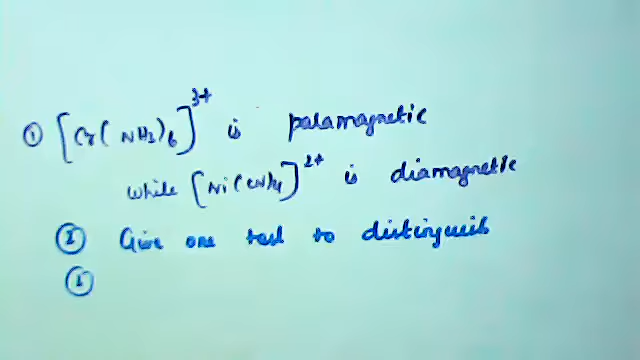 ① [Cr(NH3)6]3+ is paramagnetic
while [Ni(CN)4]2+ is diamagnetic
② Give one test to distinguish
①